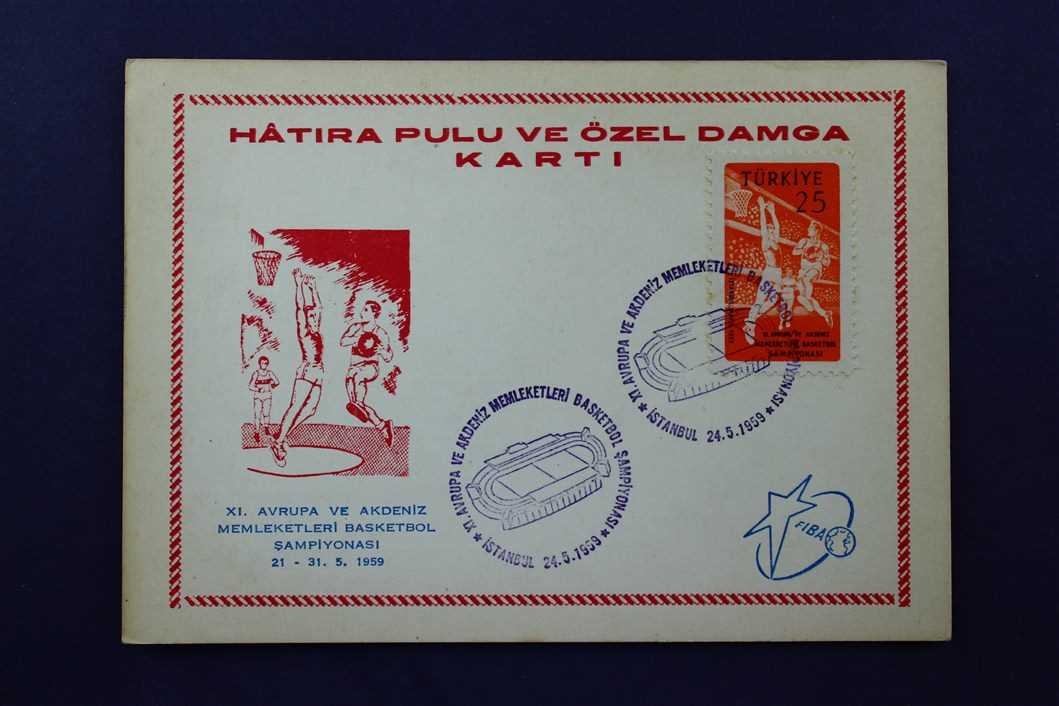 HÂTIRA PULU VE ÖZEL DAMGA
KARTI
TÜRKİYE
25
XI. AVRUPA VE AKDENİZ
MEMLEKETLERİ BASKETBOL
ŞAMPİYONASI
XI. AVRUPA VE AKDENİZ MEMLEKETLERİ BASKETBOL ŞAMPİYONASI
★ İSTANBUL 24.5.1959 ★
XI. AVRUPA VE AKDENİZ MEMLEKETLERİ BASKETBOL ŞAMPİYONASI
★ İSTANBUL 24.5.1959 ★
XI. AVRUPA VE AKDENİZ
MEMLEKETLERİ BASKETBOL
ŞAMPİYONASI
21 - 31. 5. 1959
FIBA